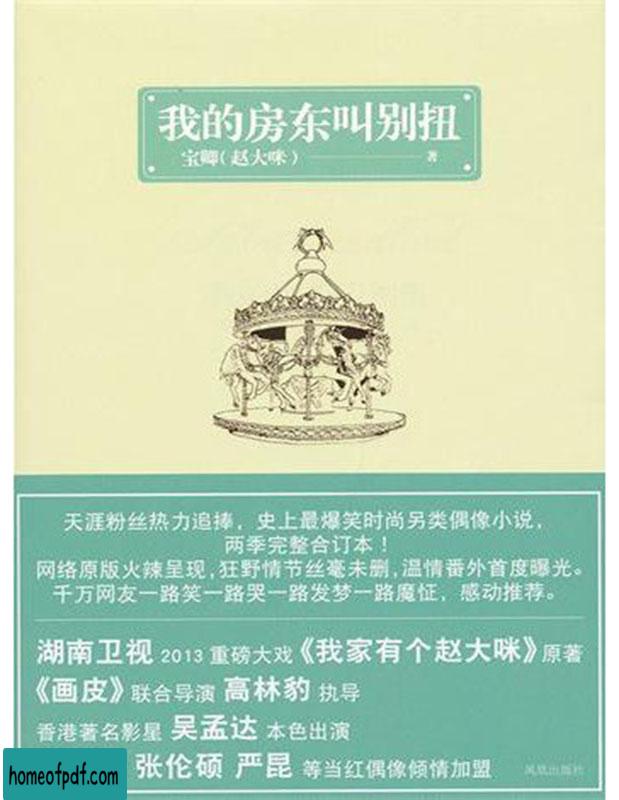 我的房东叫别扭
宝卿（赵大咪）——————著
天涯粉丝热力追捧，史上最爆笑时尚另类偶像小说，
两季完整合订本！
网络原版火辣呈现，狂野情节丝毫未删，温情番外首度曝光。
千万网友一路笑一路哭一路发梦一路魔怔，感动推荐。
湖南卫视 2013 重磅大戏《我家有个赵大咪》原著
《画皮》联合导演 高林豹 执导
香港著名影星 吴孟达 本色出演
张伦硕 严昆 等当红偶像倾情加盟
凤凰出版社
homeofpdf.com